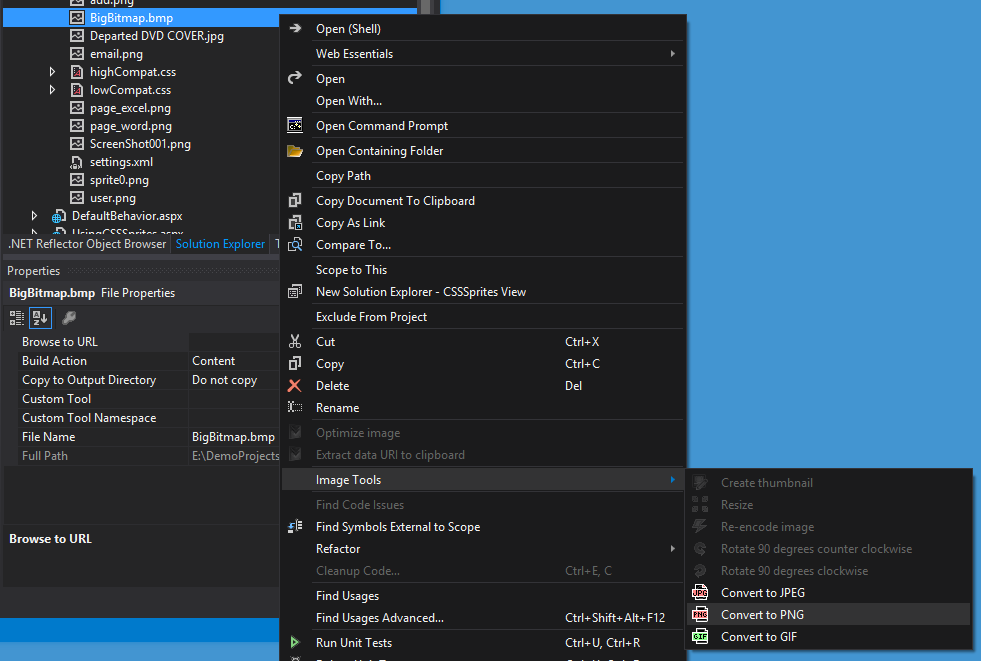 add.png
BigBitmap.bmp
Departed DVD COVER.jpg
email.png
highCompat.css
lowCompat.css
page_excel.png
page_word.png
ScreenShot001.png
settings.xml
sprite0.png
user.png
DefaultBehavior.aspx
UsingCSSSprites.aspx
.NET Reflector Object Browser Solution Explorer T
Properties
BigBitmap.bmp File Properties
Browse to URL
Build Action Content
Copy to Output Directory Do not copy
Custom Tool
Custom Tool Namespace
File Name BigBitmap.bmp
Full Path E:\DemoProjects
Browse to URL
Open (Shell)
Web Essentials
Open
Open With...
Open Command Prompt
Open Containing Folder
Copy Path
Copy Document To Clipboard
Copy As Link
Compare To...
Scope to This
New Solution Explorer - CSSSprites View
Exclude From Project
Cut Ctrl+X
Copy Ctrl+C
Delete Del
Rename
Optimize image
Extract data URI to clipboard
Image Tools
Find Code Issues
Find Symbols External to Scope
Refactor
Cleanup Code... Ctrl+E, C
Find Usages
Find Usages Advanced... Ctrl+Shift+Alt+F12
Run Unit Tests Ctrl+U, Ctrl+R
Create thumbnail
Resize
Re-encode image
Rotate 90 degrees counter clockwise
Rotate 90 degrees clockwise
JPG Convert to JPEG
PNG Convert to PNG
GIF Convert to GIF